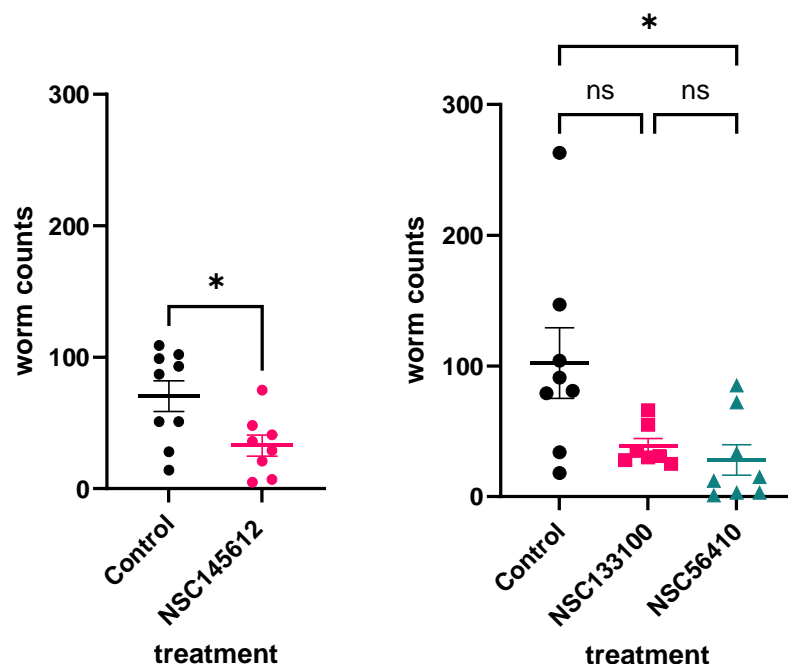 300
200
100
0
worm counts
*
Control
NSC145612
treatment
*
ns ns
300
200
100
0
worm counts
Control
NSC133100
NSC56410
treatment